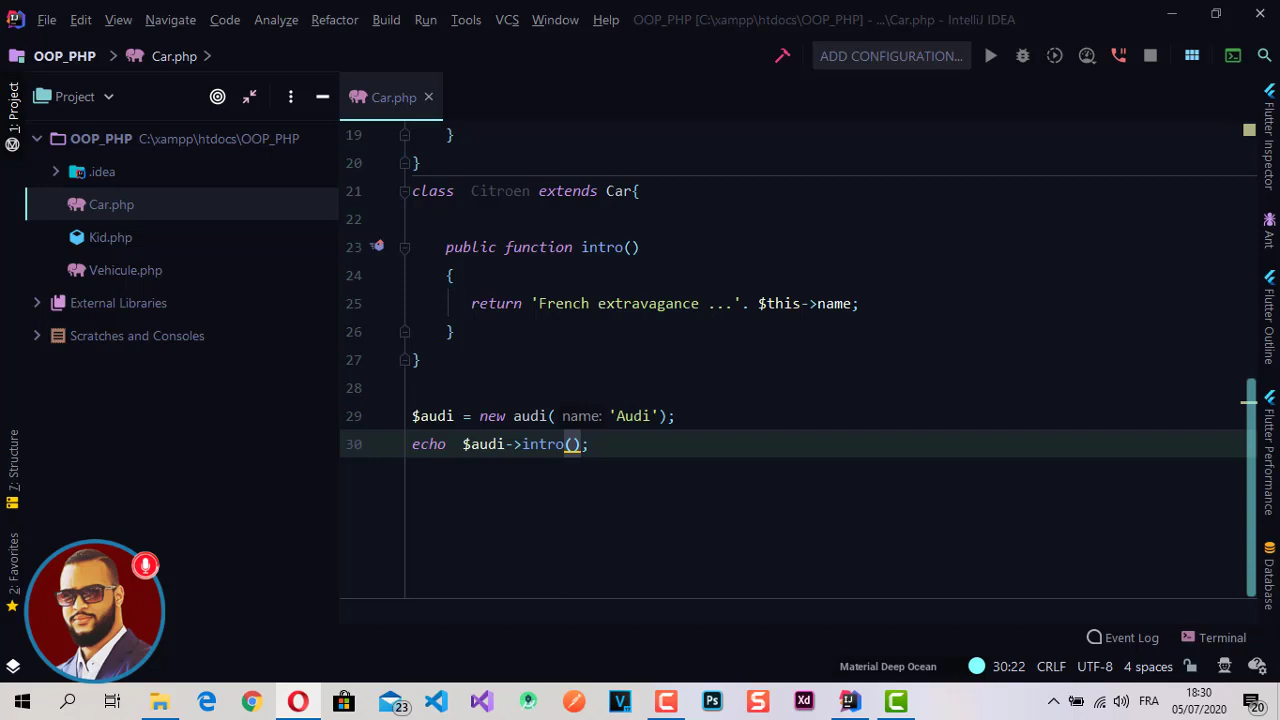 File Edit View Navigate Code Analyze Refactor Build Run Tools VCS Window Help OOP_PHP [C:\xampp\htdocs\OOP_PHP] - ...\Car.php - IntelliJ IDEA
OOP_PHP Car.php ADD CONFIGURATION...
Project Car.php
1: Project
OOP_PHP C:\xampp\htdocs\OOP_PHP
.idea
Car.php
Kid.php
Vehicule.php
External Libraries
Scratches and Consoles
7: Structure
2: Favorites
19 }
20 }
21 class Citroen extends Car{
22
23 public function intro()
24 {
25 return 'French extravagance ...'. $this->name;
26 }
27 }
28
29 $audi = new audi( name: 'Audi');
30 echo $audi->intro();
Flutter Inspector
Ant
Flutter Outline
Flutter Performance
Database
Event Log Terminal
Material Deep Ocean 30:22 CRLF UTF-8 4 spaces
23 V Ps S Xd FRA 18:30
05/07/2020 20